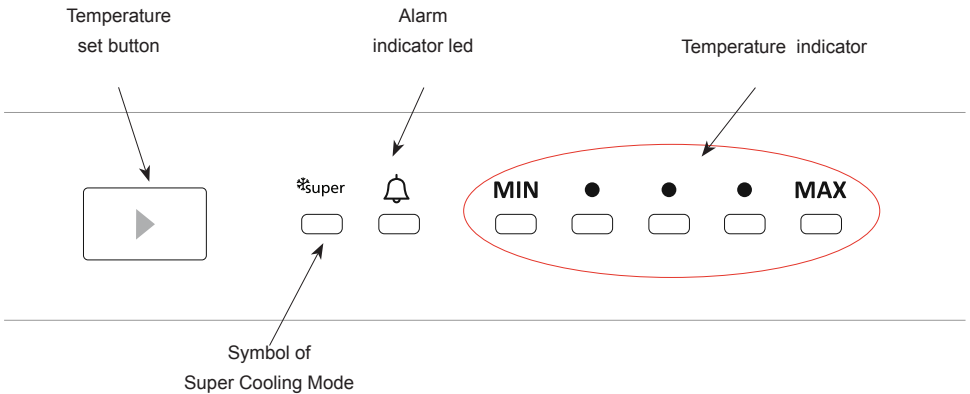 Temperature
set button
Alarm
indicator led
Temperature indicator
super
MIN
MAX
Symbol of
Super Cooling Mode